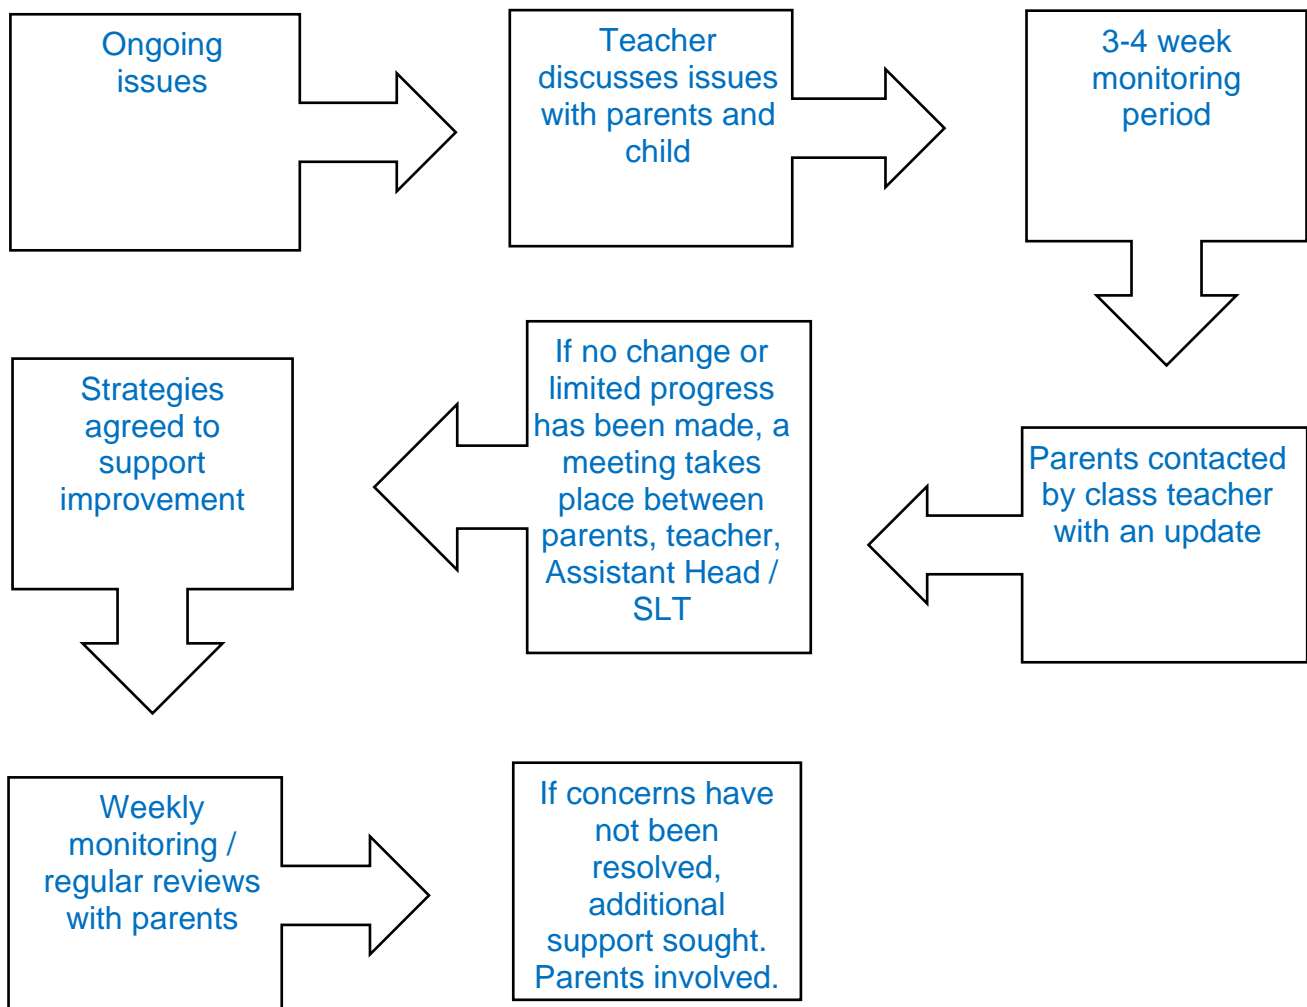 Ongoing
issues
Teacher
discusses issues
with parents and
child
3-4 week
monitoring
period
Parents contacted
by class teacher
with an update
If no change or
limited progress
has been made, a
meeting takes
place between
parents, teacher,
Assistant Head /
SLT
Strategies
agreed to
support
improvement
Weekly
monitoring /
regular reviews
with parents
If concerns have
not been
resolved,
additional
support sought.
Parents involved.